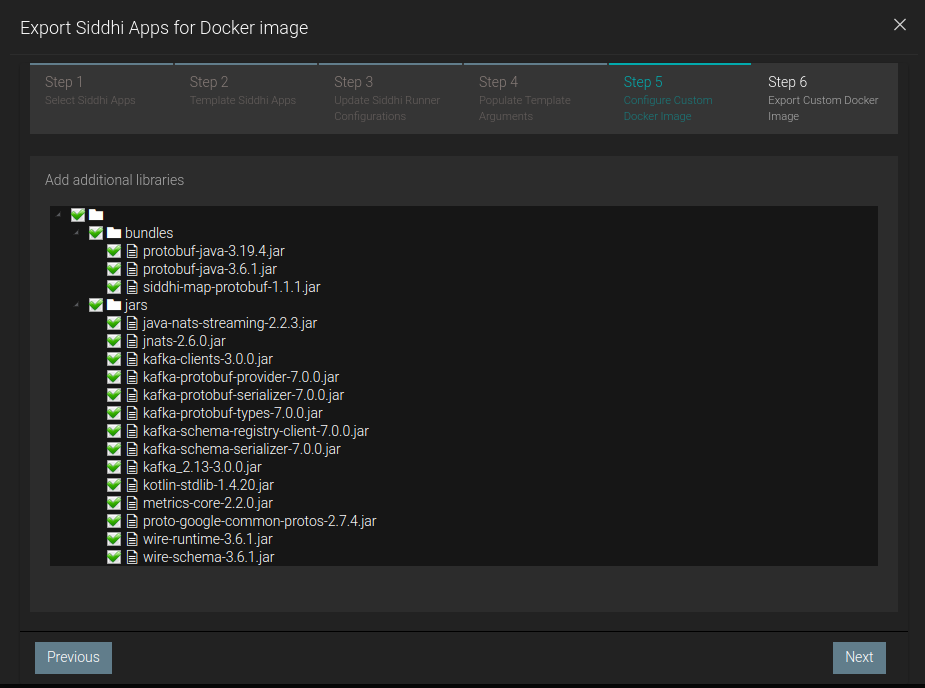 Export Siddhi Apps for Docker image
Step 1
Select Siddhi Apps
Step 2
Template Siddhi Apps
Step 3
Update Siddhi Runner
Configurations
Step 4
Populate Template
Arguments
Step 5
Configure Custom
Docker Image
Step 6
Export Custom Docker
Image
Add additional libraries
bundles
protobuf-java-3.19.4.jar
protobuf-java-3.6.1.jar
siddhi-map-protobuf-1.1.1.jar
jars
java-nats-streaming-2.2.3.jar
jnats-2.6.0.jar
kafka-clients-3.0.0.jar
kafka-protobuf-provider-7.0.0.jar
kafka-protobuf-serializer-7.0.0.jar
kafka-protobuf-types-7.0.0.jar
kafka-schema-registry-client-7.0.0.jar
kafka-schema-serializer-7.0.0.jar
kafka_2.13-3.0.0.jar
kotlin-stdlib-1.4.20.jar
metrics-core-2.2.0.jar
proto-google-common-protos-2.7.4.jar
wire-runtime-3.6.1.jar
wire-schema-3.6.1.jar
Previous
Next